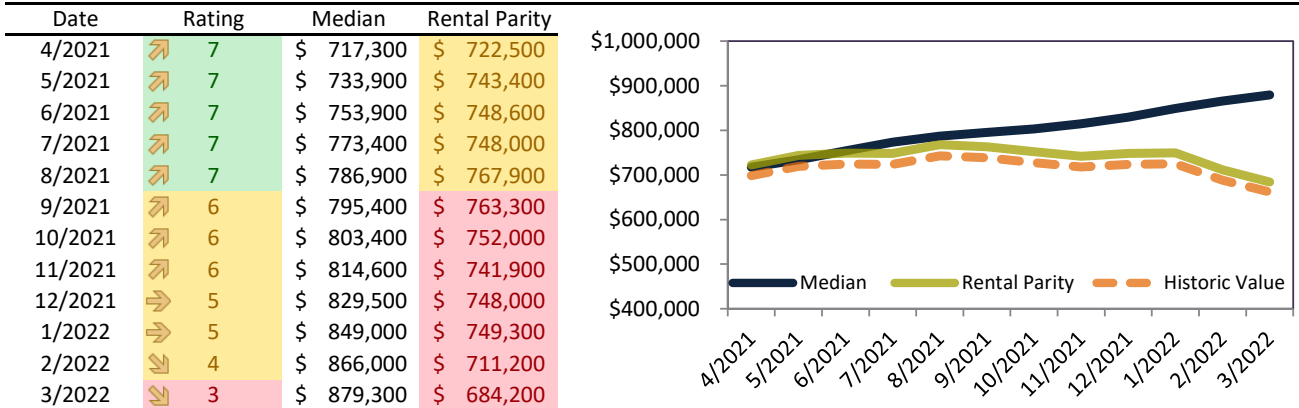 Date Rating Median Rental Parity
4/2021 7 $ 717,300 $ 722,500
5/2021 7 $ 733,900 $ 743,400
6/2021 7 $ 753,900 $ 748,600
7/2021 7 $ 773,400 $ 748,000
8/2021 7 $ 786,900 $ 767,900
9/2021 6 $ 795,400 $ 763,300
10/2021 6 $ 803,400 $ 752,000
11/2021 6 $ 814,600 $ 741,900
12/2021 5 $ 829,500 $ 748,000
1/2022 5 $ 849,000 $ 749,300
2/2022 4 $ 866,000 $ 711,200
3/2022 3 $ 879,300 $ 684,200
$1,000,000
$900,000
$800,000
$700,000
$600,000
$500,000
$400,000
Median Rental Parity Historic Value
4/2021 5/2021 6/2021 7/2021 8/2021 9/2021 10/2021 11/2021 12/2021 1/2022 2/2022 3/2022